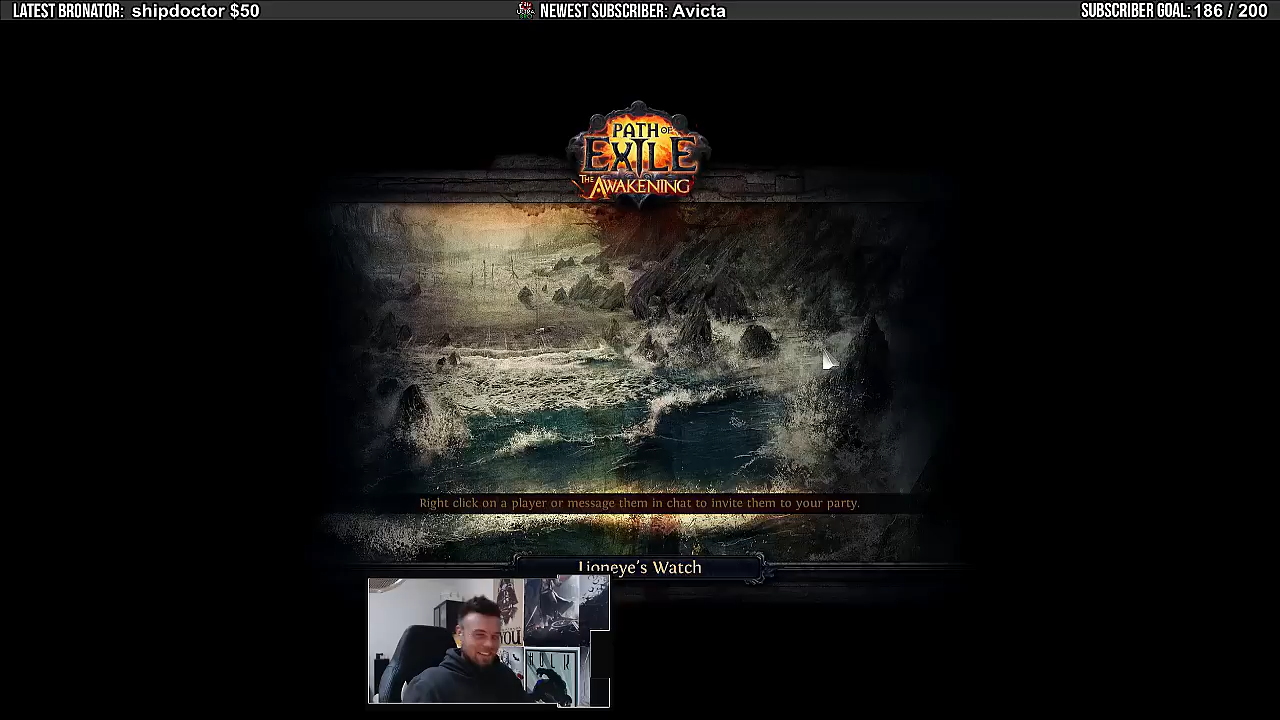 LATEST BRONATOR: shipdoctor $50
NEWEST SUBSCRIBER: Avicta
SUBSCRIBER GOAL: 186 / 200
PATH OF
EXILE
THE AWAKENING
Right click on a player or message them in chat to invite them to your party.
Lioneye's Watch
YOU